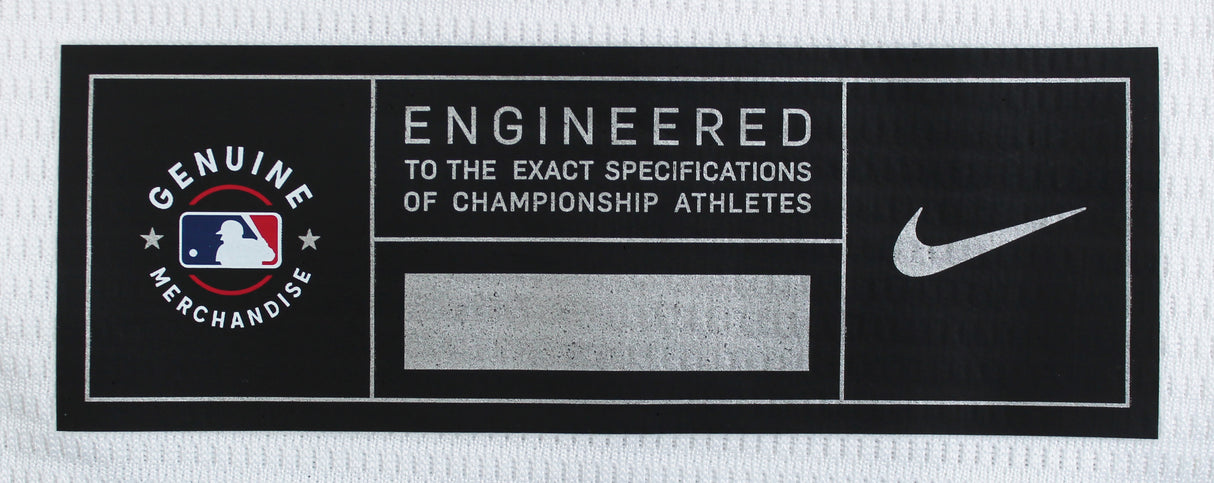 GENUINE
MERCHANDISE
ENGINEERED
TO THE EXACT SPECIFICATIONS
OF CHAMPIONSHIP ATHLETES